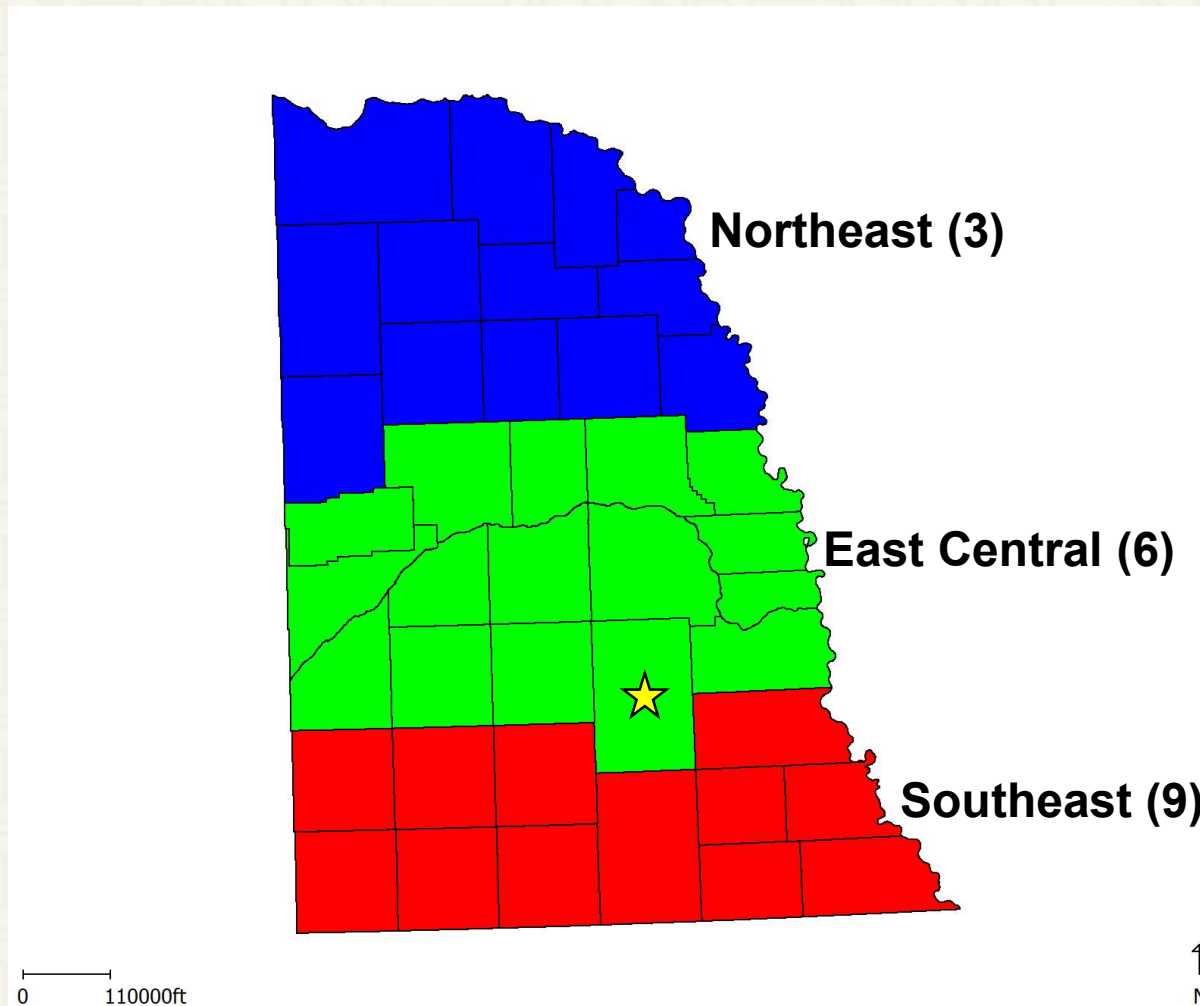 Northeast (3)
East Central (6)
Southeast (9)
0 110000ft
N